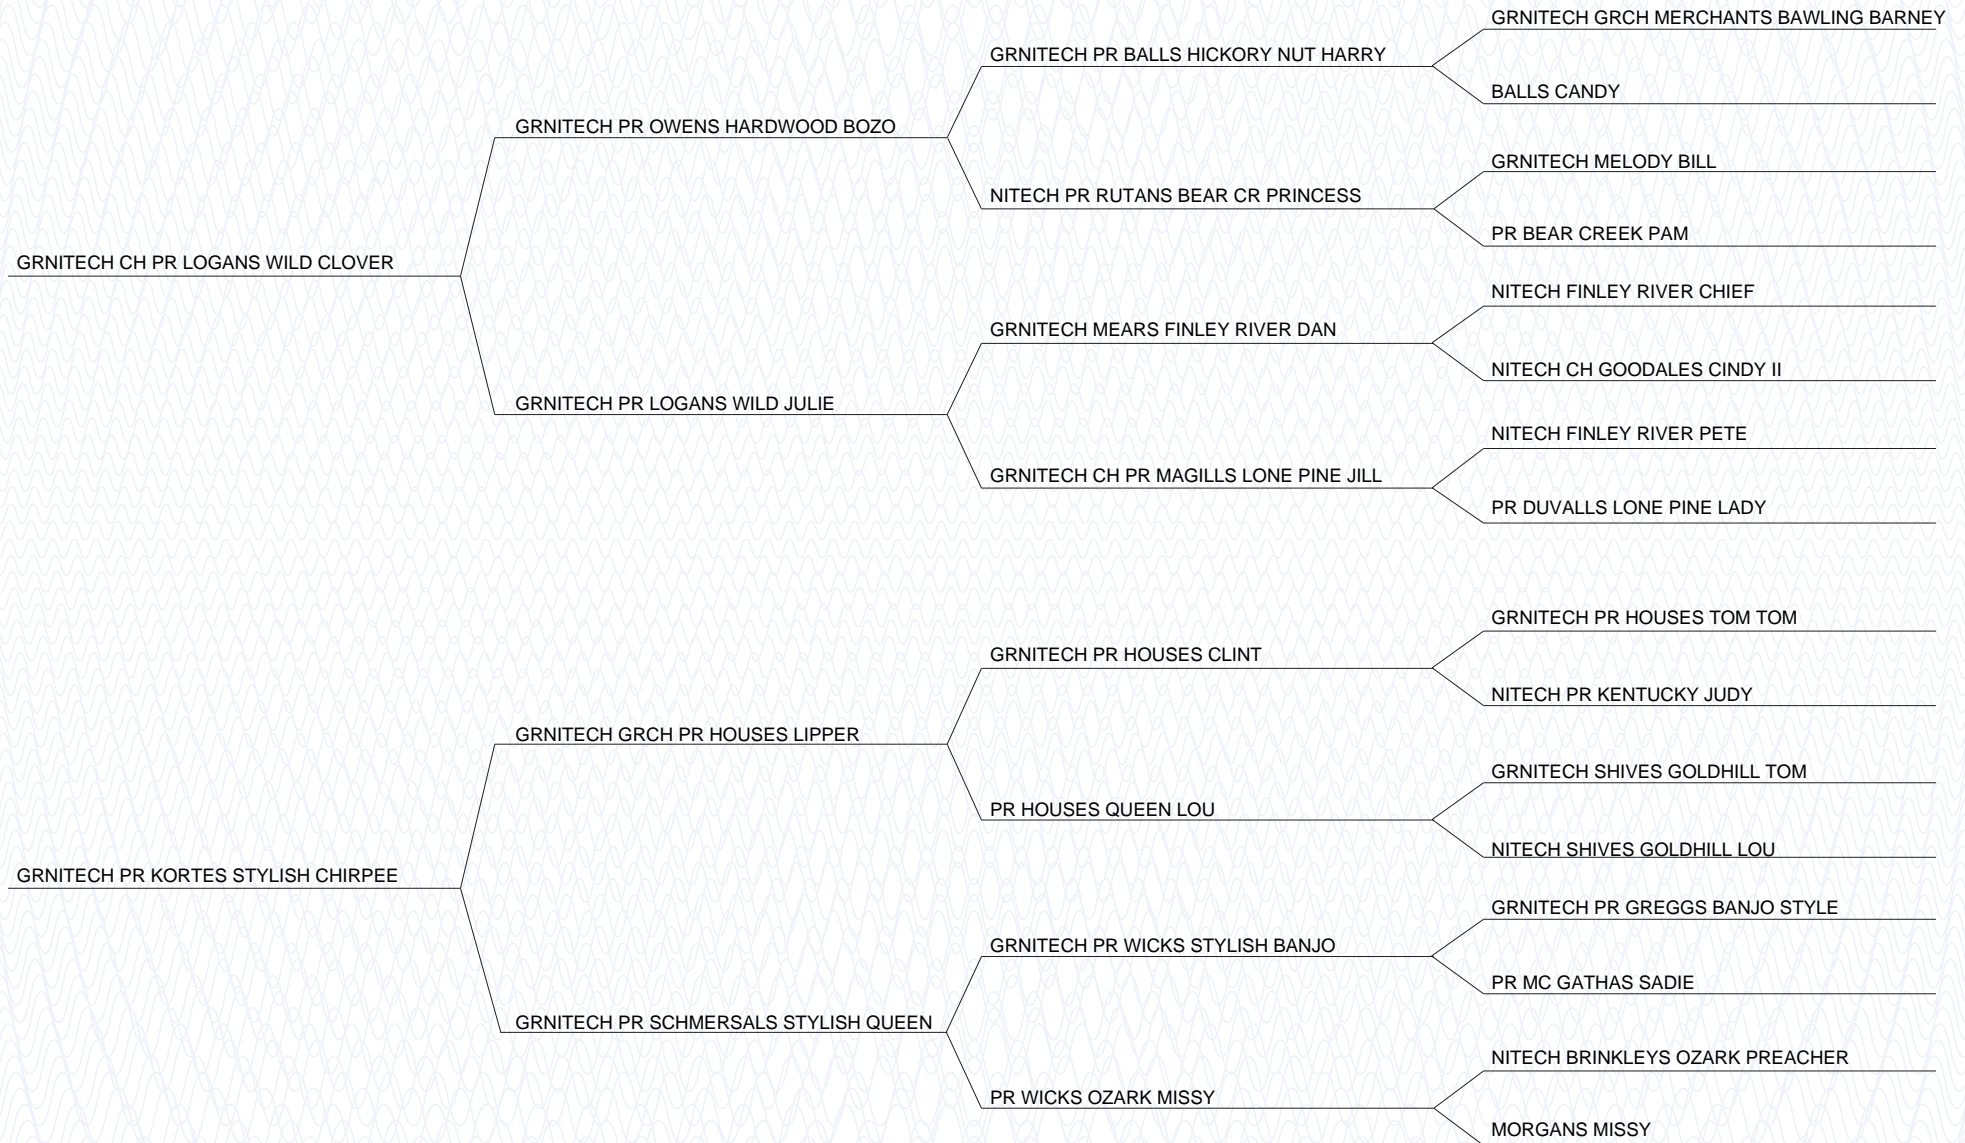 GRNITECH GRCH MERCHANTS BAWLING BARNEY
GRNITECH PR BALLS HICKORY NUT HARRY
BALLS CANDY
GRNITECH PR OWENS HARDWOOD BOZO
GRNITECH MELODY BILL
NITECH PR RUTANS BEAR CR PRINCESS
PR BEAR CREEK PAM
GRNITECH CH PR LOGANS WILD CLOVER
NITECH FINLEY RIVER CHIEF
GRNITECH MEARS FINLEY RIVER DAN
NITECH CH GOODALES CINDY II
GRNITECH PR LOGANS WILD JULIE
NITECH FINLEY RIVER PETE
GRNITECH CH PR MAGILLS LONE PINE JILL
PR DUVALLS LONE PINE LADY
GRNITECH PR HOUSES TOM TOM
GRNITECH PR HOUSES CLINT
NITECH PR KENTUCKY JUDY
GRNITECH GRCH PR HOUSES LIPPER
GRNITECH SHIVES GOLDHILL TOM
PR HOUSES QUEEN LOU
NITECH SHIVES GOLDHILL LOU
GRNITECH PR KORTES STYLISH CHIRPEE
GRNITECH PR GREGGS BANJO STYLE
GRNITECH PR WICKS STYLISH BANJO
PR MC GATHAS SADIE
GRNITECH PR SCHMERSALS STYLISH QUEEN
NITECH BRINKLEYS OZARK PREACHER
PR WICKS OZARK MISSY
MORGANS MISSY